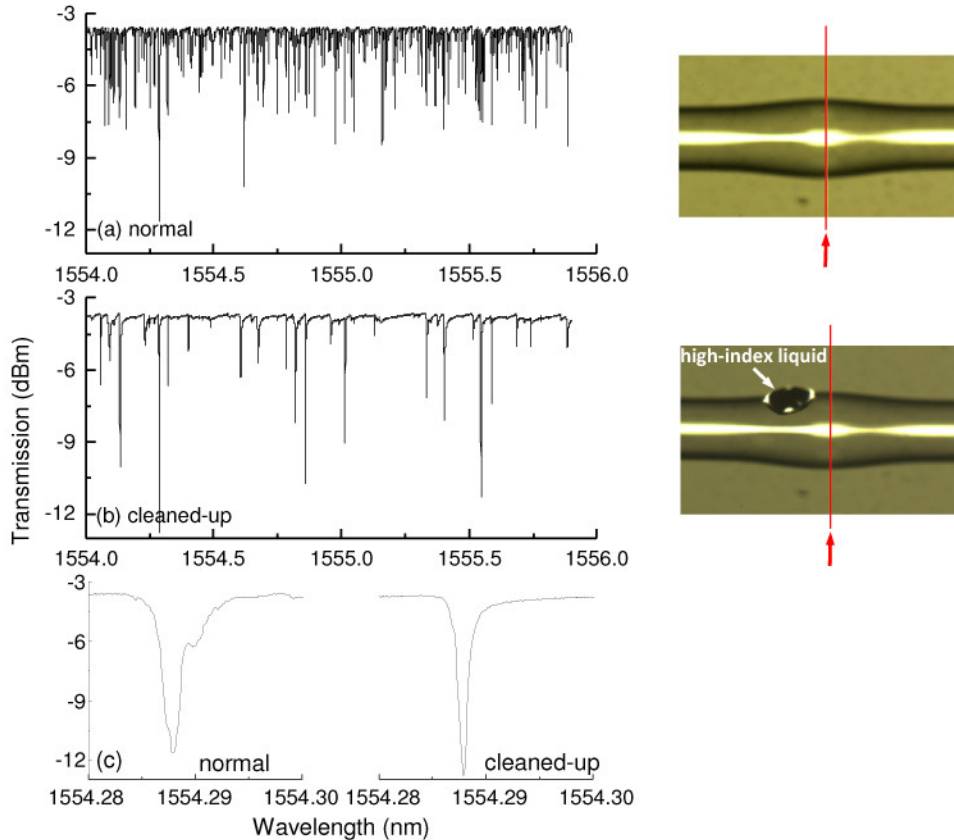 -3
-6
-9
-12
(a) normal
1554.0 1554.5 1555.0 1555.5 1556.0
-3
-6
-9
-12
(b) cleaned-up
1554.0 1554.5 1555.0 1555.5 1556.0
Transmission (dBm)
high-index liquid
-3
-6
-9
-12
(c)
normal
cleaned-up
1554.28 1554.29 1554.30 1554.28 1554.29 1554.30
Wavelength (nm)